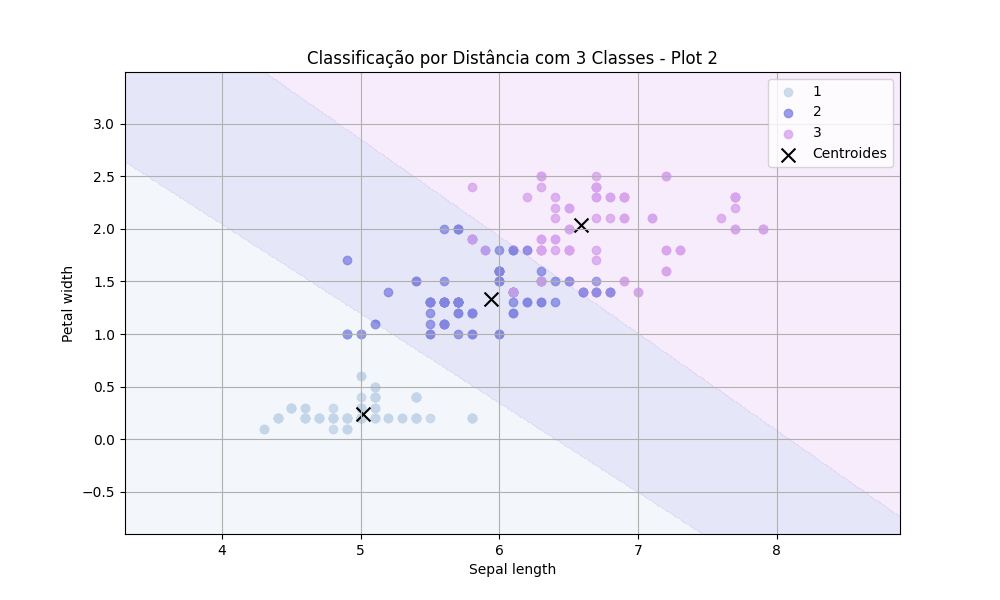 Classificação por Distância com 3 Classes - Plot 2
1
2
3
Centroides
3.0
2.5
2.0
1.5
1.0
0.5
0.0
−0.5
Petal width
4 5 6 7 8
Sepal length